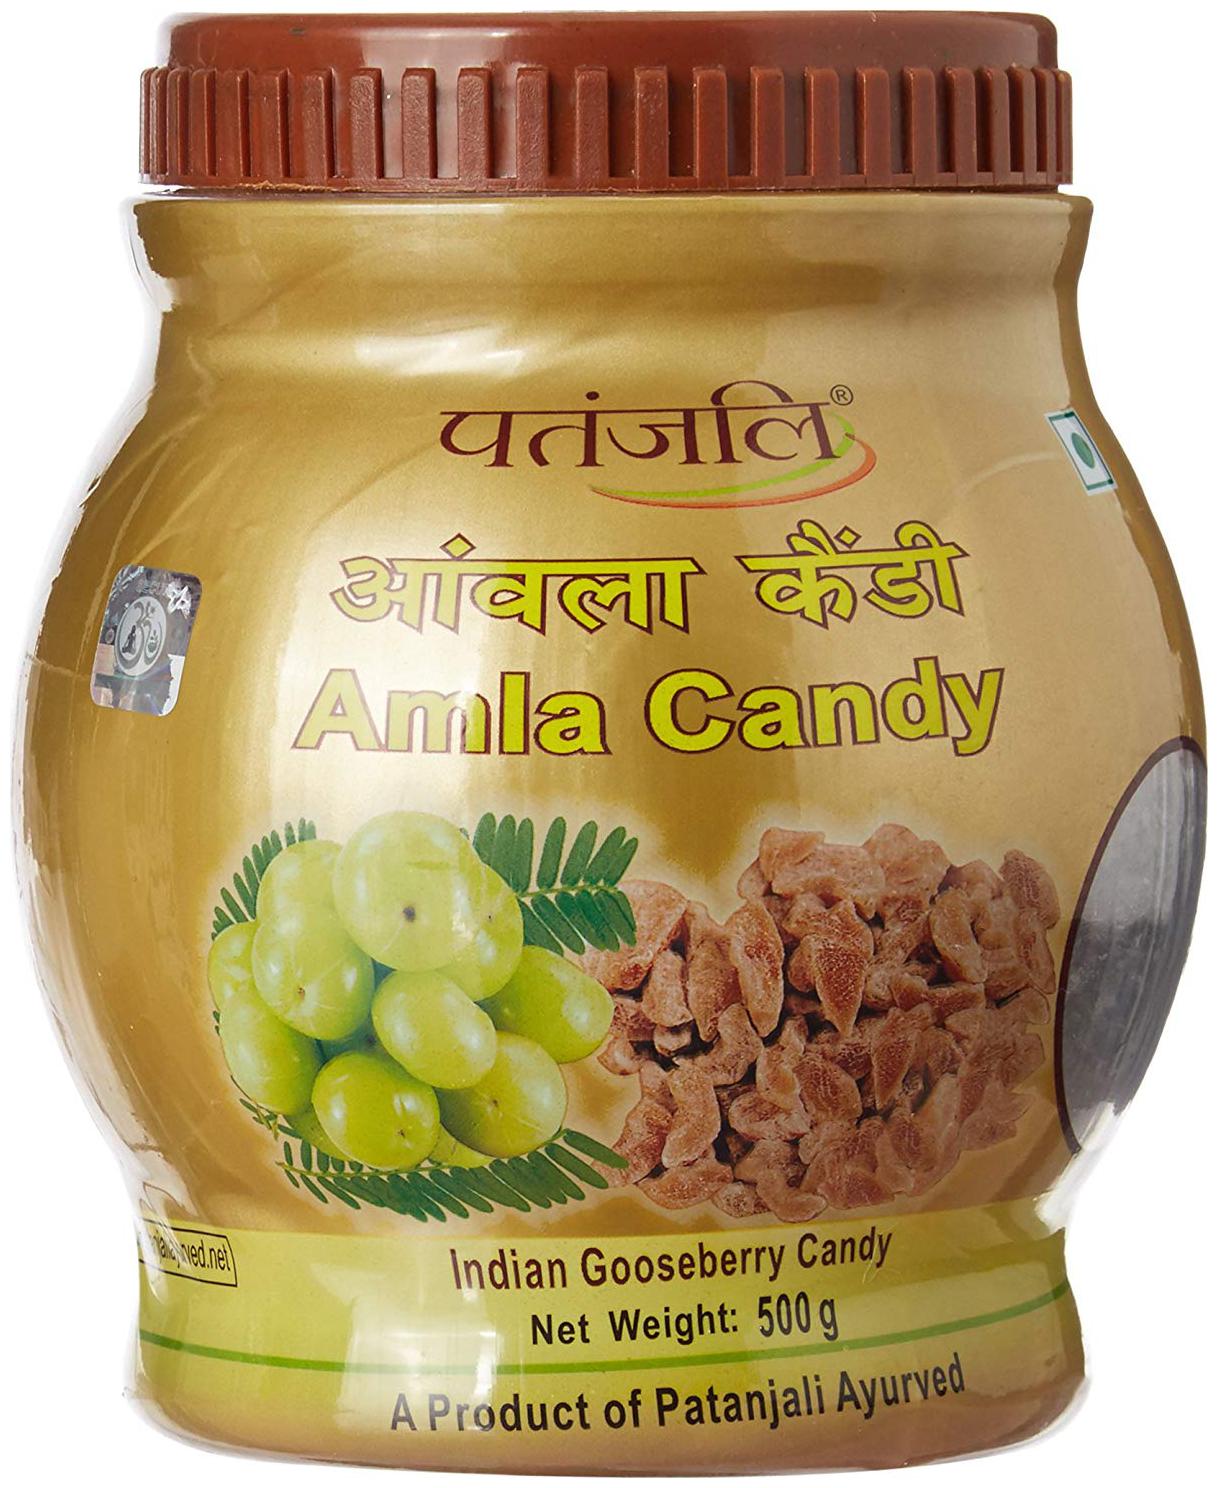 पतंजलि®
आंवला कैंडी
Amla Candy
Indian Gooseberry Candy
Net Weight: 500 g
A Product of Patanjali Ayurved